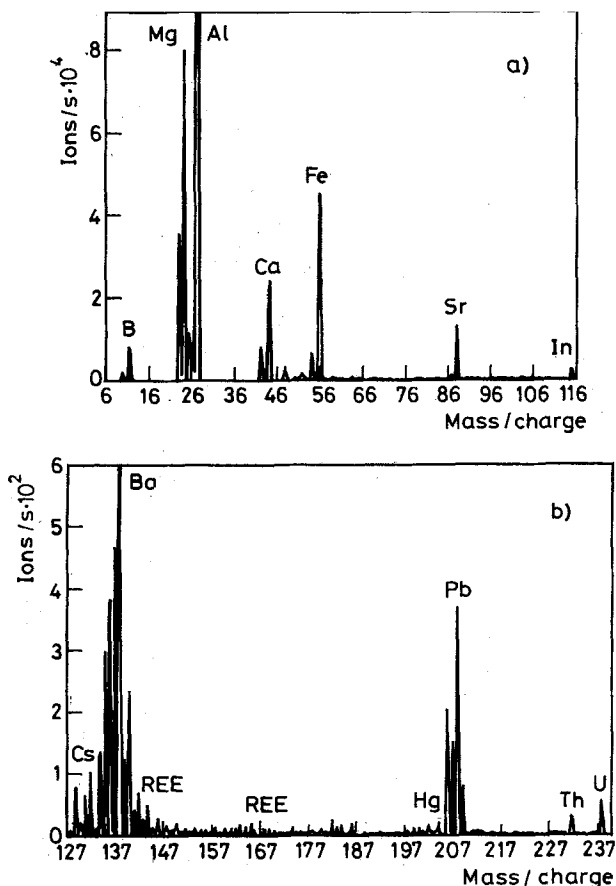 a)
Ions/s·10⁴
8
6
4
2
0
Mg
Al
B
Ca
Fe
Sr
In
6 16 26 36 46 56 66 76 86 96 106 116
Mass/charge
b)
Ions/s·10²
6
5
4
3
2
1
0
Ba
Cs
REE
REE
Hg
Pb
Th
U
127 137 147 157 167 177 187 197 207 217 227 237
Mass/charge